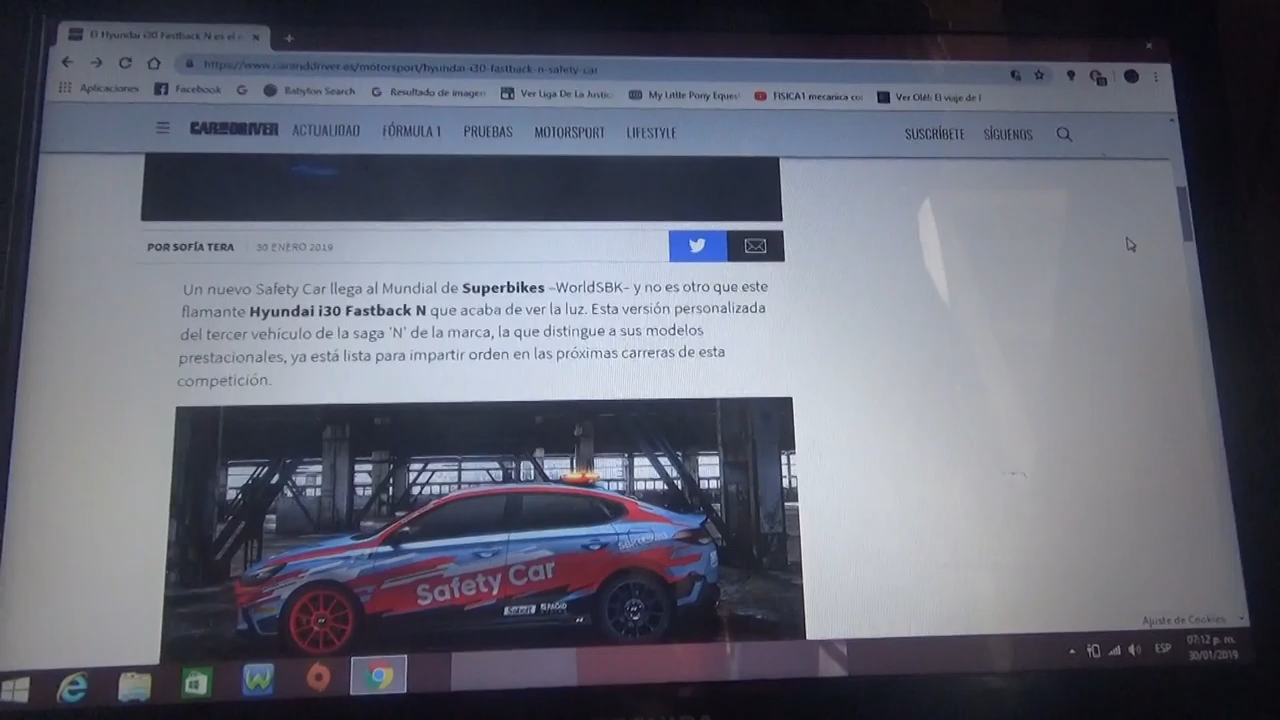 El Hyundai i30 Fastback N es el
https://www.caranddriver.es/motorsport/hyundai-i30-fastback-n-safety-car
Aplicaciones Facebook Babylon Search Resultado de imagen Ver Liga De La Justic My Little Pony Equest FISICA1 mecanica Ver Olé!: El viaje de
CAR AND DRIVER ACTUALIDAD FÓRMULA 1 PRUEBAS MOTORSPORT LIFESTYLE SUSCRÍBETE SÍGUENOS
POR SOFÍA TERA 30 ENERO 2019
Un nuevo Safety Car llega al Mundial de Superbikes –WorldSBK– y no es otro que este
flamante Hyundai i30 Fastback N que acaba de ver la luz. Esta versión personalizada
del tercer vehículo de la saga 'N' de la marca, la que distingue a sus modelos
prestacionales, ya está lista para impartir orden en las próximas carreras de esta
competición.
Safety Car
PAGID
Ajuste de Cookies
ESP 07:12 p. m.
30/01/2019